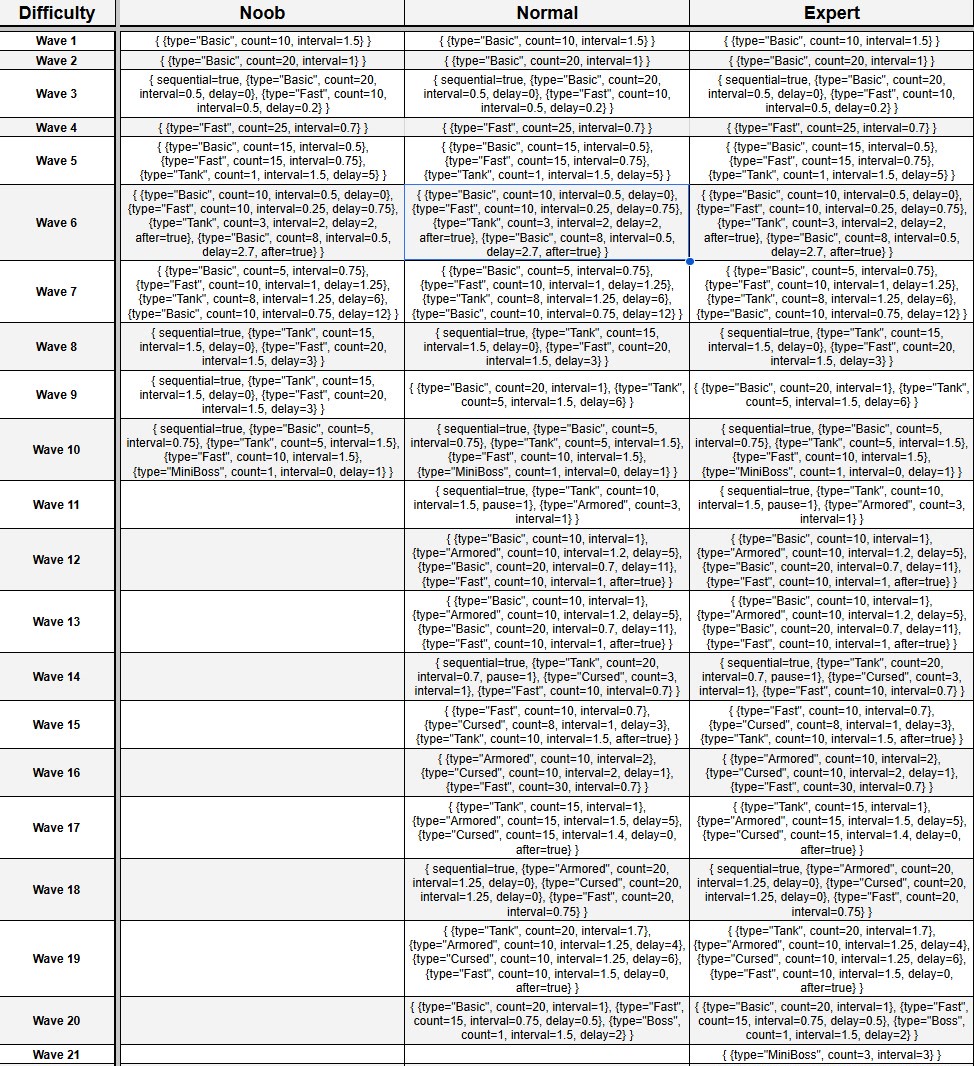 Difficulty Noob Normal Expert
Wave 1
{ {type="Basic", count=10, interval=1.5} }
{ {type="Basic", count=10, interval=1.5} }
{ {type="Basic", count=10, interval=1.5} }
Wave 2
{ {type="Basic", count=20, interval=1} }
{ {type="Basic", count=20, interval=1} }
{ {type="Basic", count=20, interval=1} }
Wave 3
{ sequential=true, {type="Basic", count=20,
interval=0.5, delay=0}, {type="Fast", count=10,
interval=0.5, delay=0.2} }
{ sequential=true, {type="Basic", count=20,
interval=0.5, delay=0}, {type="Fast", count=10,
interval=0.5, delay=0.2} }
{ sequential=true, {type="Basic", count=20,
interval=0.5, delay=0}, {type="Fast", count=10,
interval=0.5, delay=0.2} }
Wave 4
{ {type="Fast", count=25, interval=0.7} }
{ {type="Fast", count=25, interval=0.7} }
{ {type="Fast", count=25, interval=0.7} }
Wave 5
{ {type="Basic", count=15, interval=0.5},
{type="Fast", count=15, interval=0.75},
{type="Tank", count=1, interval=1.5, delay=5} }
{ {type="Basic", count=15, interval=0.5},
{type="Fast", count=15, interval=0.75},
{type="Tank", count=1, interval=1.5, delay=5} }
{ {type="Basic", count=15, interval=0.5},
{type="Fast", count=15, interval=0.75},
{type="Tank", count=1, interval=1.5, delay=5} }
Wave 6
{ {type="Basic", count=10, interval=0.5, delay=0},
{type="Fast", count=10, interval=0.25, delay=0.75},
{type="Tank", count=3, interval=2, delay=2,
after=true}, {type="Basic", count=8, interval=0.5,
delay=2.7, after=true} }
{ {type="Basic", count=10, interval=0.5, delay=0},
{type="Fast", count=10, interval=0.25, delay=0.75},
{type="Tank", count=3, interval=2, delay=2,
after=true}, {type="Basic", count=8, interval=0.5,
delay=2.7, after=true} }
{ {type="Basic", count=10, interval=0.5, delay=0},
{type="Fast", count=10, interval=0.25, delay=0.75},
{type="Tank", count=3, interval=2, delay=2,
after=true}, {type="Basic", count=8, interval=0.5,
delay=2.7, after=true} }
Wave 7
{ {type="Basic", count=5, interval=0.75},
{type="Fast", count=10, interval=1, delay=1.25},
{type="Tank", count=8, interval=1.25, delay=6},
{type="Basic", count=10, interval=0.75, delay=12} }
{ {type="Basic", count=5, interval=0.75},
{type="Fast", count=10, interval=1, delay=1.25},
{type="Tank", count=8, interval=1.25, delay=6},
{type="Basic", count=10, interval=0.75, delay=12} }
{ {type="Basic", count=5, interval=0.75},
{type="Fast", count=10, interval=1, delay=1.25},
{type="Tank", count=8, interval=1.25, delay=6},
{type="Basic", count=10, interval=0.75, delay=12} }
Wave 8
{ sequential=true, {type="Tank", count=15,
interval=1.5, delay=0}, {type="Fast", count=20,
interval=1.5, delay=3} }
{ sequential=true, {type="Tank", count=15,
interval=1.5, delay=0}, {type="Fast", count=20,
interval=1.5, delay=3} }
{ sequential=true, {type="Tank", count=15,
interval=1.5, delay=0}, {type="Fast", count=20,
interval=1.5, delay=3} }
Wave 9
{ sequential=true, {type="Tank", count=15,
interval=1.5, delay=0}, {type="Fast", count=20,
interval=1.5, delay=3} }
{ {type="Basic", count=20, interval=1}, {type="Tank",
count=5, interval=1.5, delay=6} }
{ {type="Basic", count=20, interval=1}, {type="Tank",
count=5, interval=1.5, delay=6} }
Wave 10
{ sequential=true, {type="Basic", count=5,
interval=0.75}, {type="Tank", count=5, interval=1.5},
{type="Fast", count=10, interval=1.5},
{type="MiniBoss", count=1, interval=0, delay=1} }
{ sequential=true, {type="Basic", count=5,
interval=0.75}, {type="Tank", count=5, interval=1.5},
{type="Fast", count=10, interval=1.5},
{type="MiniBoss", count=1, interval=0, delay=1} }
{ sequential=true, {type="Basic", count=5,
interval=0.75}, {type="Tank", count=5, interval=1.5},
{type="Fast", count=10, interval=1.5},
{type="MiniBoss", count=1, interval=0, delay=1} }
Wave 11
{ sequential=true, {type="Tank", count=10,
interval=1.5, pause=1}, {type="Armored", count=3,
interval=1} }
{ sequential=true, {type="Tank", count=10,
interval=1.5, pause=1}, {type="Armored", count=3,
interval=1} }
Wave 12
{ {type="Basic", count=10, interval=1},
{type="Armored", count=10, interval=1.2, delay=5},
{type="Basic", count=20, interval=0.7, delay=11},
{type="Fast", count=10, interval=1, after=true} }
{ {type="Basic", count=10, interval=1},
{type="Armored", count=10, interval=1.2, delay=5},
{type="Basic", count=20, interval=0.7, delay=11},
{type="Fast", count=10, interval=1, after=true} }
Wave 13
{ {type="Basic", count=10, interval=1},
{type="Armored", count=10, interval=1.2, delay=5},
{type="Basic", count=20, interval=0.7, delay=11},
{type="Fast", count=10, interval=1, after=true} }
{ {type="Basic", count=10, interval=1},
{type="Armored", count=10, interval=1.2, delay=5},
{type="Basic", count=20, interval=0.7, delay=11},
{type="Fast", count=10, interval=1, after=true} }
Wave 14
{ sequential=true, {type="Tank", count=20,
interval=0.7, pause=1}, {type="Cursed", count=3,
interval=1}, {type="Fast", count=10, interval=0.7} }
{ sequential=true, {type="Tank", count=20,
interval=0.7, pause=1}, {type="Cursed", count=3,
interval=1}, {type="Fast", count=10, interval=0.7} }
Wave 15
{ {type="Fast", count=10, interval=0.7},
{type="Cursed", count=8, interval=1, delay=3},
{type="Tank", count=10, interval=1.5, after=true} }
{ {type="Fast", count=10, interval=0.7},
{type="Cursed", count=8, interval=1, delay=3},
{type="Tank", count=10, interval=1.5, after=true} }
Wave 16
{ {type="Armored", count=10, interval=2},
{type="Cursed", count=10, interval=2, delay=1},
{type="Fast", count=30, interval=0.7} }
{ {type="Armored", count=10, interval=2},
{type="Cursed", count=10, interval=2, delay=1},
{type="Fast", count=30, interval=0.7} }
Wave 17
{ {type="Tank", count=15, interval=1},
{type="Armored", count=15, interval=1.5, delay=5},
{type="Cursed", count=15, interval=1.4, delay=0,
after=true} }
{ {type="Tank", count=15, interval=1},
{type="Armored", count=15, interval=1.5, delay=5},
{type="Cursed", count=15, interval=1.4, delay=0,
after=true} }
Wave 18
{ sequential=true, {type="Armored", count=20,
interval=1.25, delay=0}, {type="Cursed", count=20,
interval=1.25, delay=0}, {type="Fast", count=20,
interval=0.75} }
{ sequential=true, {type="Armored", count=20,
interval=1.25, delay=0}, {type="Cursed", count=20,
interval=1.25, delay=0}, {type="Fast", count=20,
interval=0.75} }
Wave 19
{ {type="Tank", count=20, interval=1.7},
{type="Armored", count=10, interval=1.25, delay=4},
{type="Cursed", count=10, interval=1.25, delay=6},
{type="Fast", count=10, interval=1.5, delay=0,
after=true} }
{ {type="Tank", count=20, interval=1.7},
{type="Armored", count=10, interval=1.25, delay=4},
{type="Cursed", count=10, interval=1.25, delay=6},
{type="Fast", count=10, interval=1.5, delay=0,
after=true} }
Wave 20
{ {type="Basic", count=20, interval=1}, {type="Fast",
count=15, interval=0.75, delay=0.5}, {type="Boss",
count=1, interval=1.5, delay=2} }
{ {type="Basic", count=20, interval=1}, {type="Fast",
count=15, interval=0.75, delay=0.5}, {type="Boss",
count=1, interval=1.5, delay=2} }
Wave 21
{ {type="MiniBoss", count=3, interval=3} }